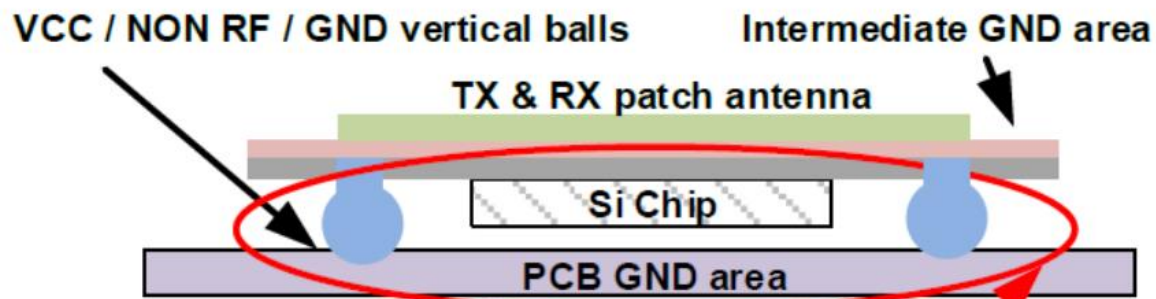 VCC / NON RF / GND vertical balls
Intermediate GND area
TX & RX patch antenna
Si Chip
PCB GND area